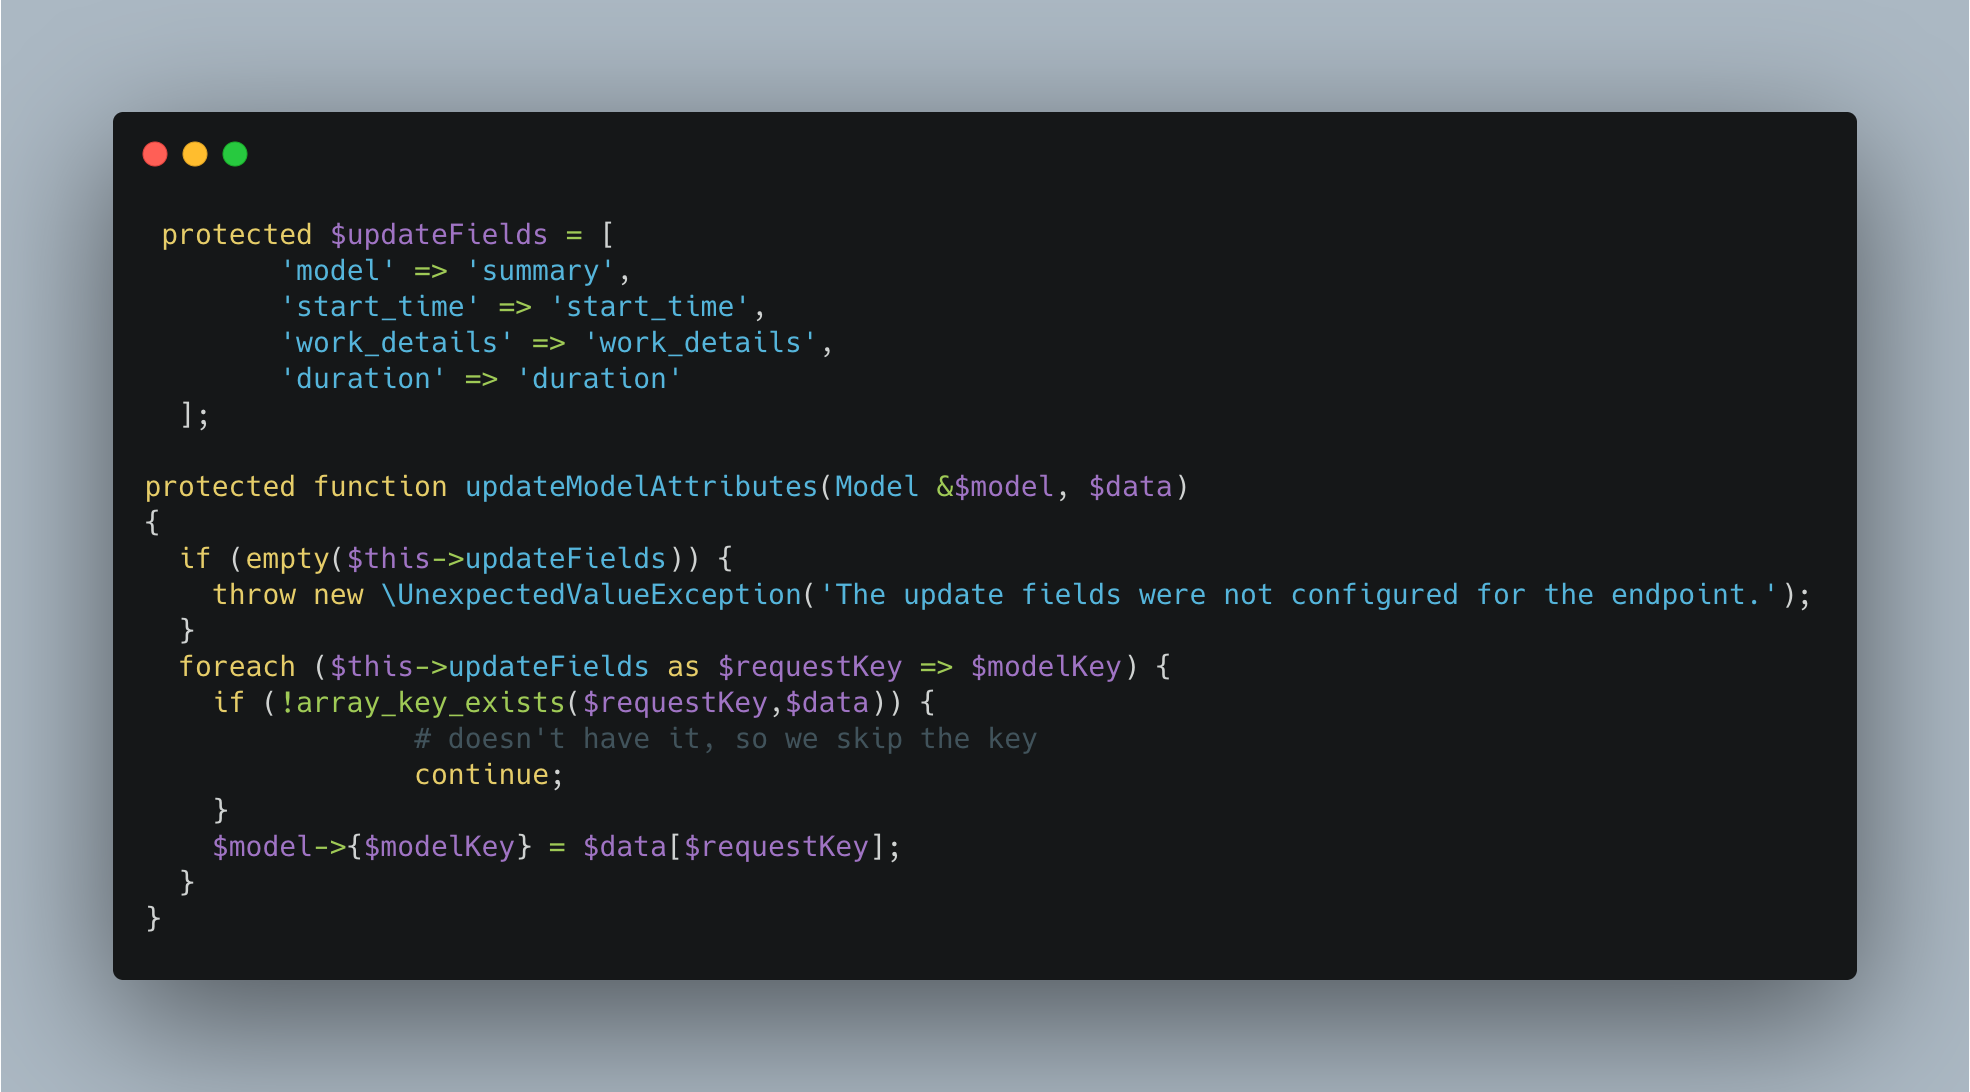 protected $updateFields = [
'model' => 'summary',
'start_time' => 'start_time',
'work_details' => 'work_details',
'duration' => 'duration'
];
protected function updateModelAttributes(Model &$model, $data)
{
if (empty($this->updateFields)) {
throw new \UnexpectedValueException('The update fields were not configured for the endpoint.');
}
foreach ($this->updateFields as $requestKey => $modelKey) {
if (!array_key_exists($requestKey,$data)) {
# doesn't have it, so we skip the key
continue;
}
$model->{$modelKey} = $data[$requestKey];
}
}